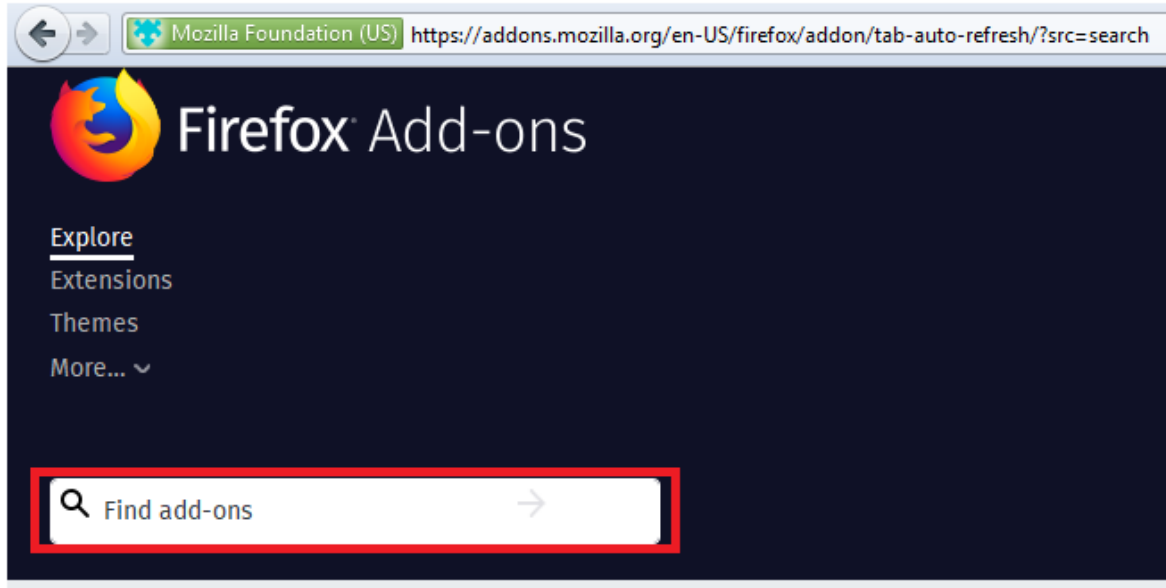 Mozilla Foundation (US) https://addons.mozilla.org/en-US/firefox/addon/tab-auto-refresh/?src=search
Firefox Add-ons
Explore
Extensions
Themes
More...
Find add-ons